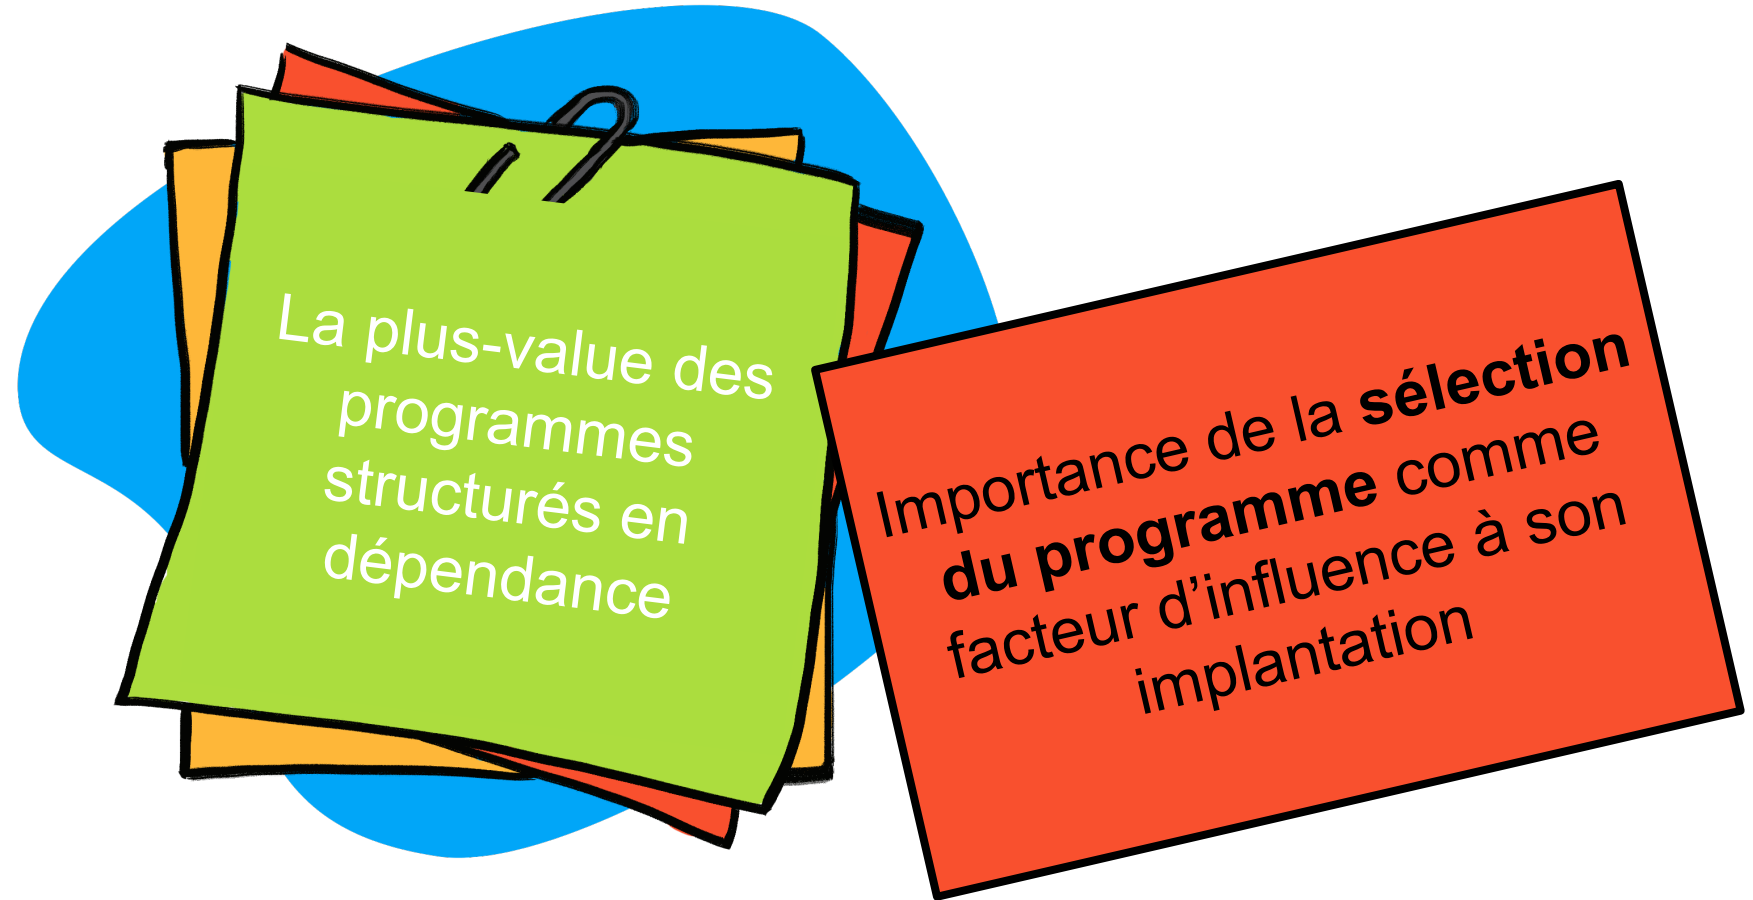 La plus-value des
programmes
structurés en
dépendance
Importance de la sélection
du programme comme
facteur d’influence à son
implantation